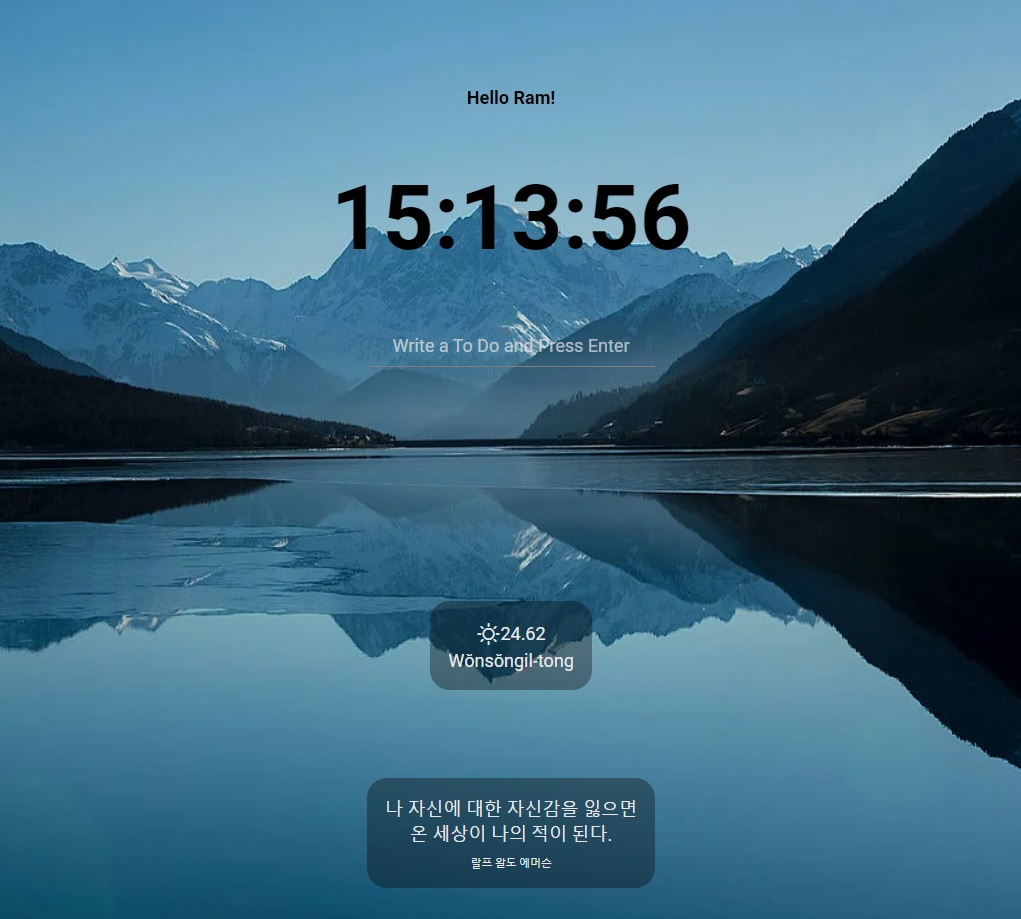 Hello Ram!
15:13:56
Write a To Do and Press Enter
24.62
Wŏnsŏngil-tong
나 자신에 대한 자신감을 잃으면
온 세상이 나의 적이 된다.
랄프 왈도 에머슨